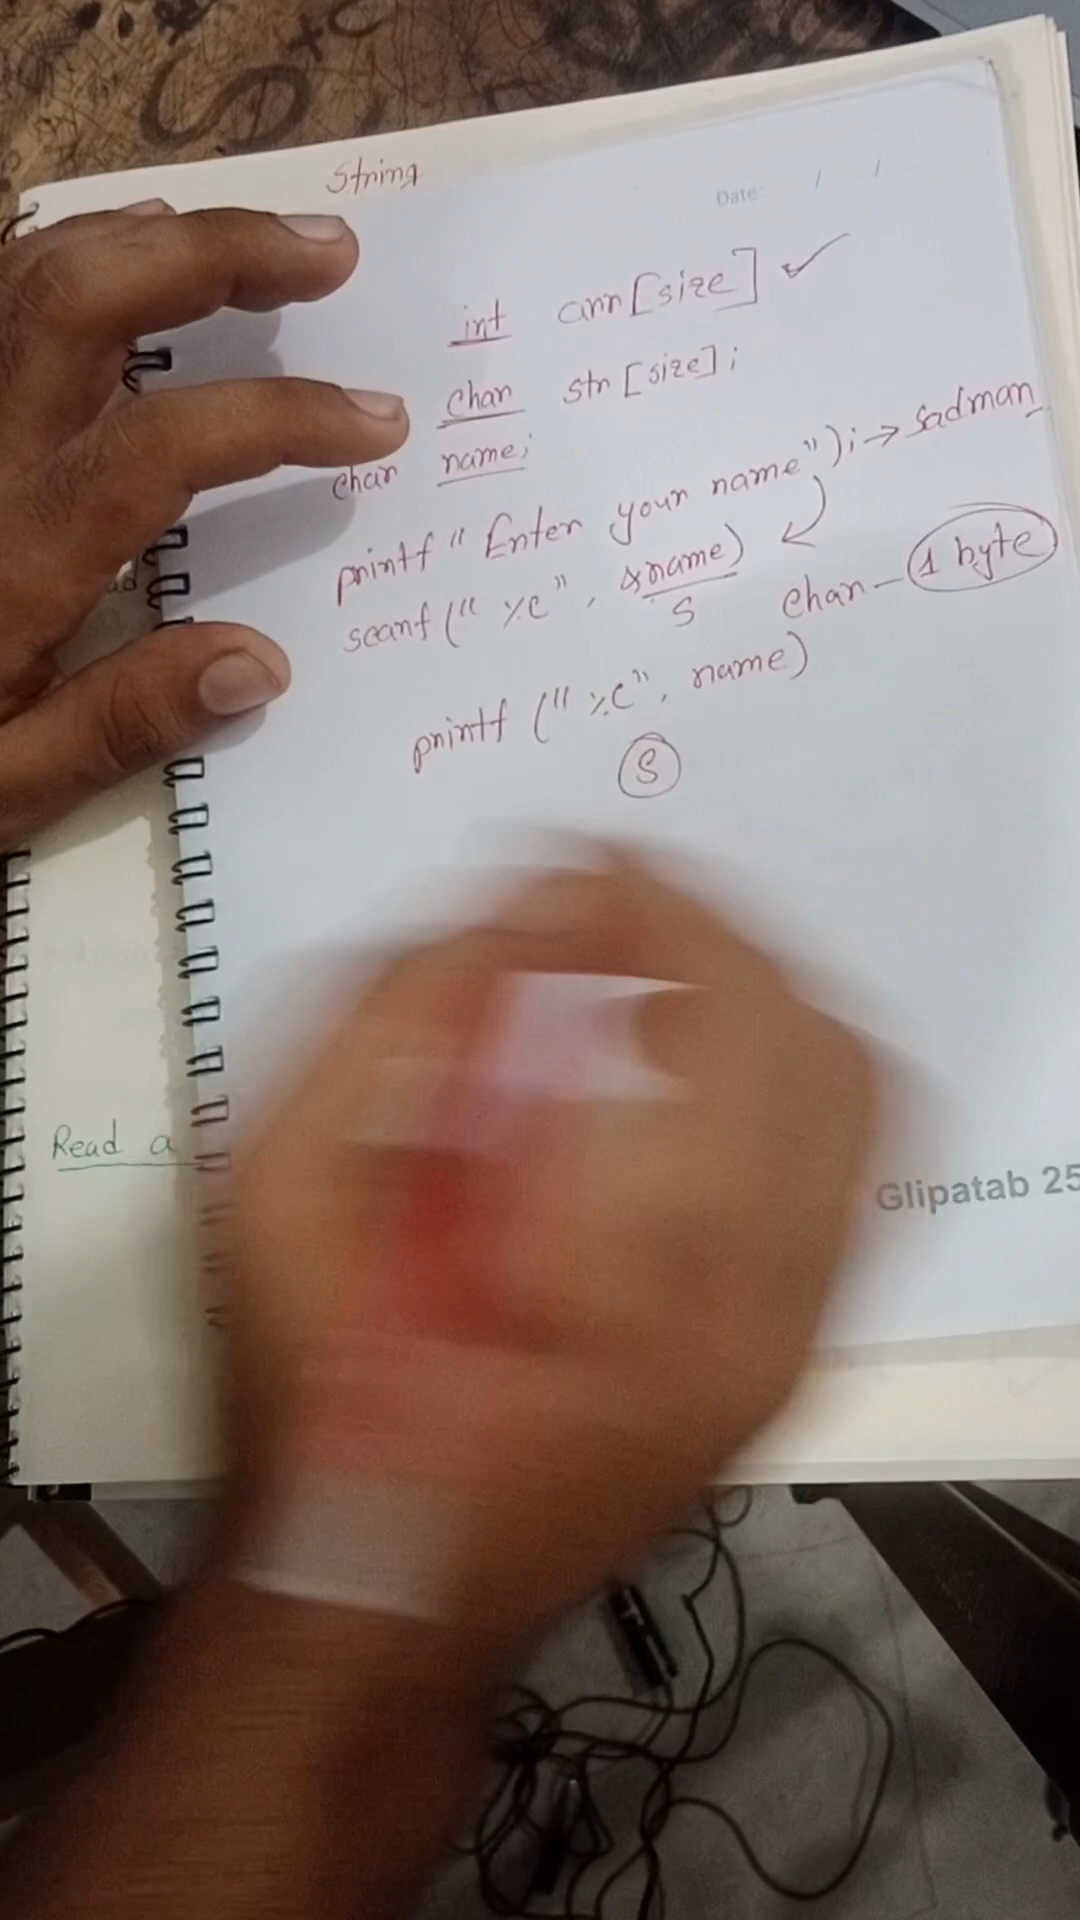 String
Date: / /
int arr[size] ✓
char str[size];
char name;
printf "Enter your name"); → Sadman
scanf ("%c", &name)
S
char - 1 byte
printf ("%c", name)
S
Read a
Glipatab 25